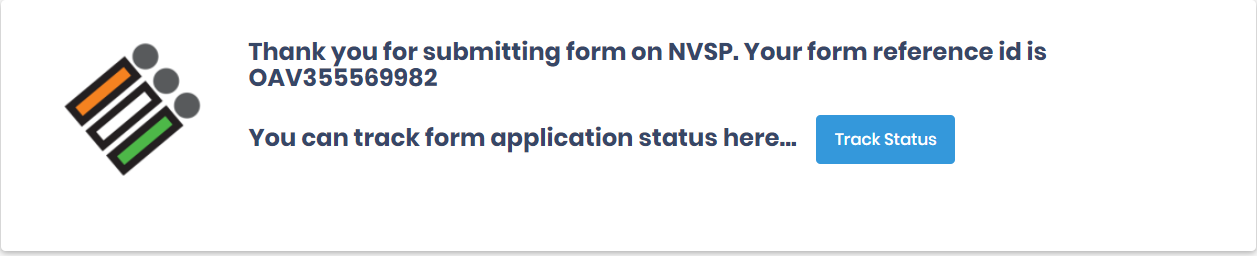 Thank you for submitting form on NVSP. Your form reference id is
OAV355569982
You can track form application status here...
Track Status